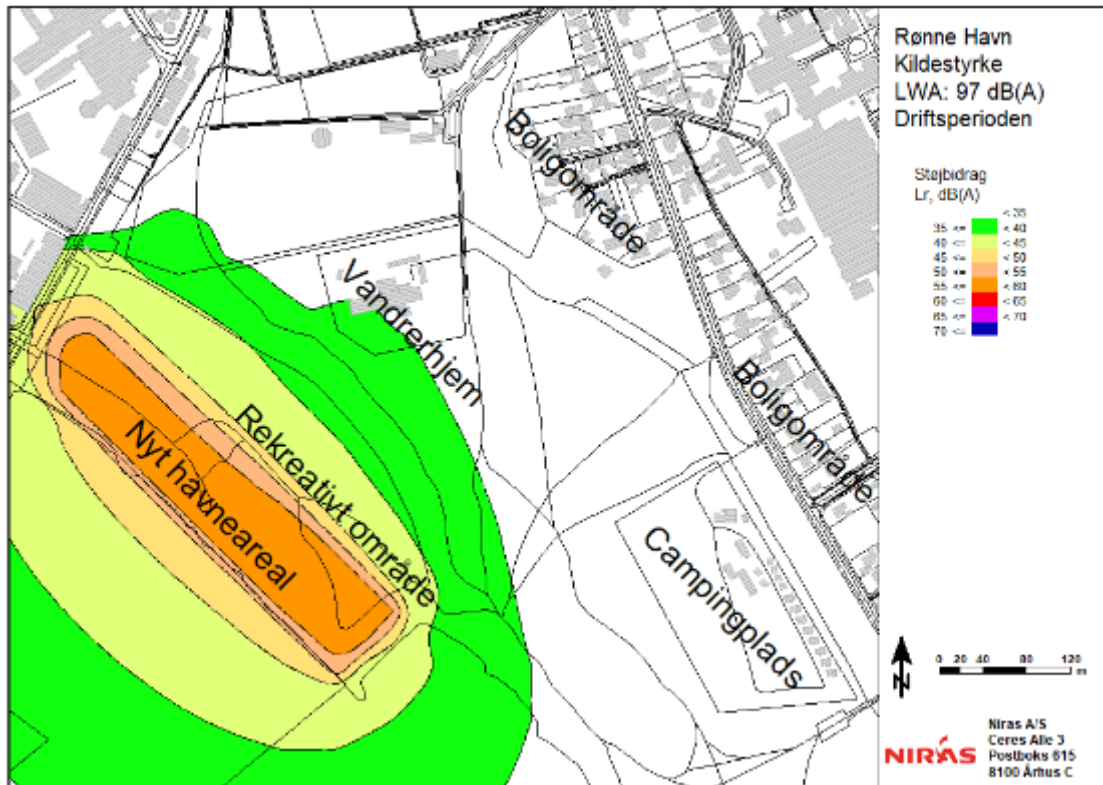 Rønne Havn
Kildestyrke
LWA: 97 dB(A)
Driftsperioden
Støjbidrag
Lr, dB(A)
< 35
35 <= < 40
40 <= < 45
45 <= < 50
50 <= < 55
55 <= < 60
60 <= < 65
65 <= < 70
70 <=
Boligområde
Vandrerhjem
Boligområde
Rekreativt område
Nyt havneareal
Campingplads
N
0 20 40 80 120
m
NIRAS
Niras A/S
Ceres Alle 3
Postboks 615
8100 Århus C